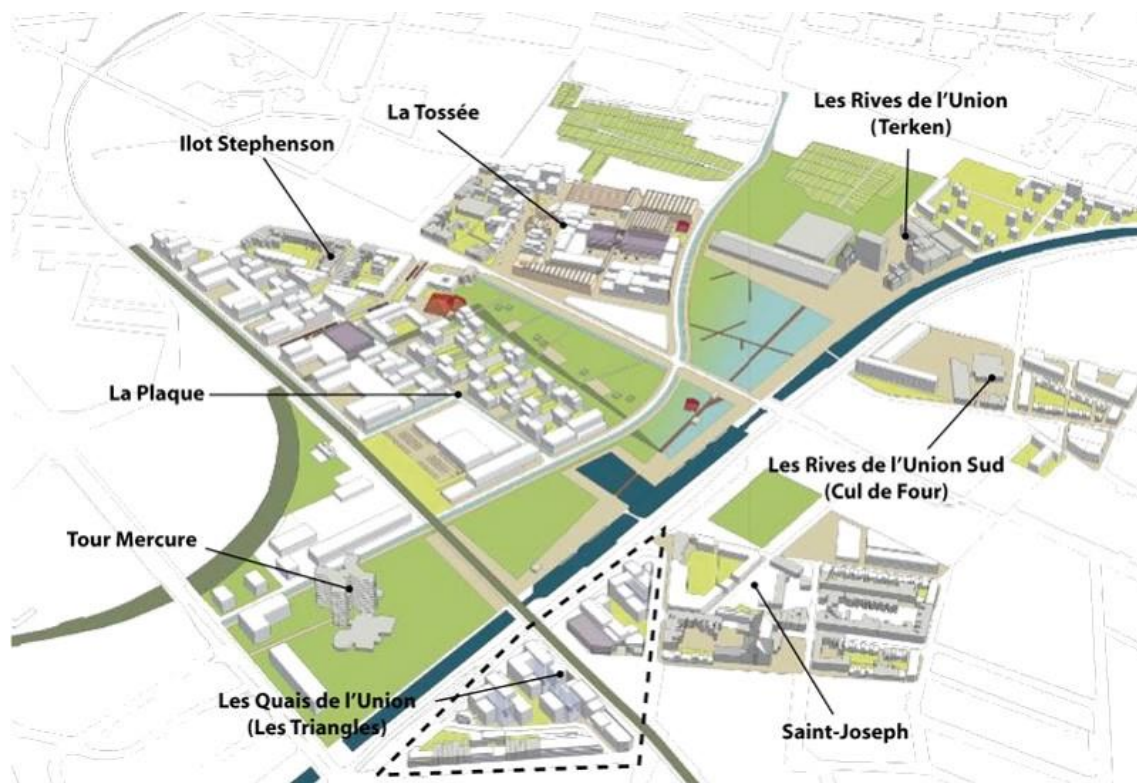 Les Rives de l’Union
(Terken)
La Tossée
Ilot Stephenson
La Plaque
Les Rives de l’Union Sud
(Cul de Four)
Tour Mercure
Les Quais de l’Union
(Les Triangles)
Saint-Joseph